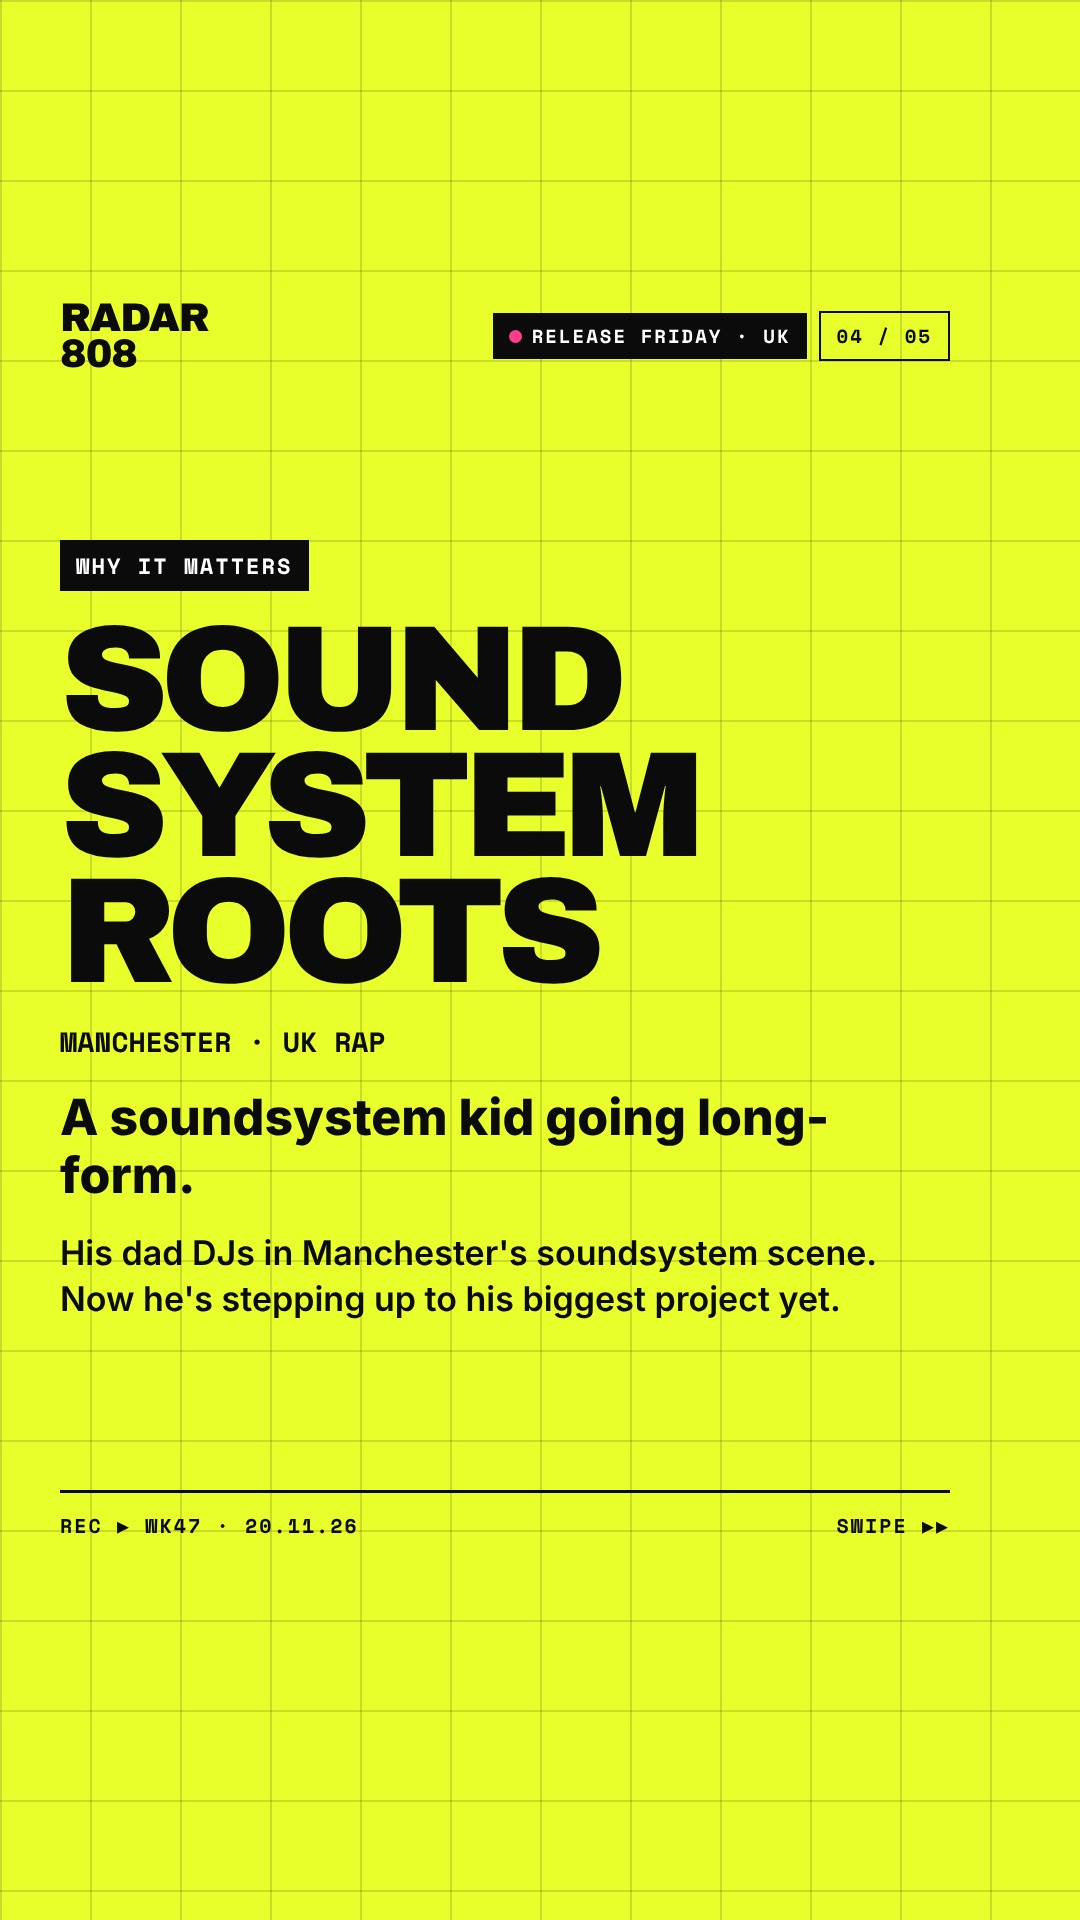 RADAR
808
RELEASE FRIDAY · UK
04 / 05
WHY IT MATTERS
SOUND
SYSTEM
ROOTS
MANCHESTER · UK RAP
A soundsystem kid going long-
form.
His dad DJs in Manchester's soundsystem scene.
Now he's stepping up to his biggest project yet.
REC ▶ WK47 · 20.11.26
SWIPE ▶▶